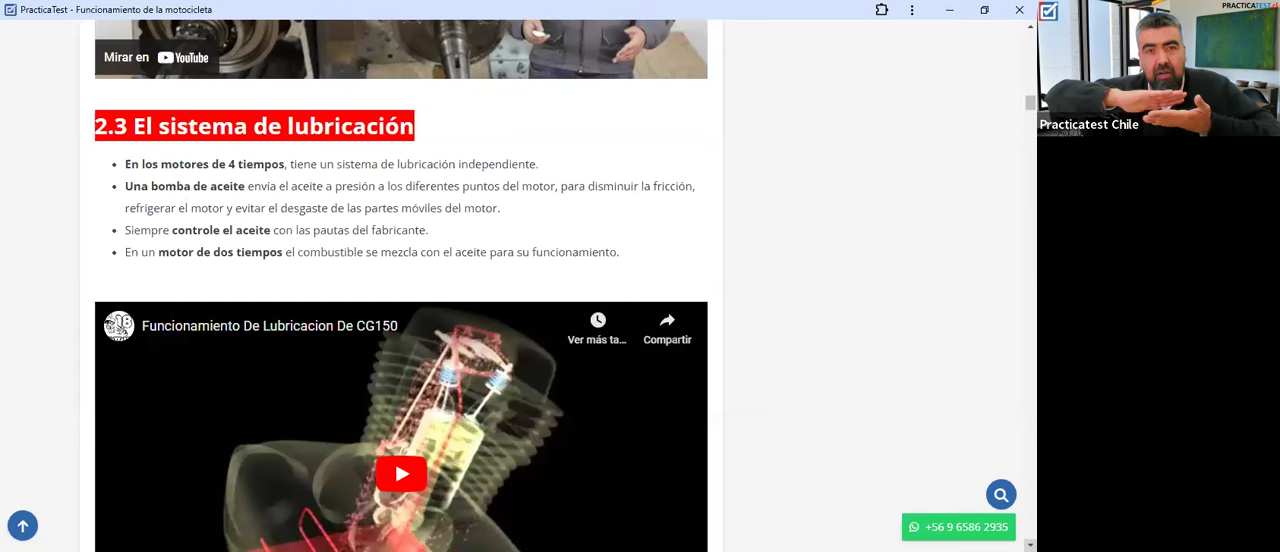 PracticaTest - Funcionamiento de la motocicleta
PRACTICATEST.cl
Practicatest Chile
Mirar en YouTube
2.3 El sistema de lubricación
En los motores de 4 tiempos, tiene un sistema de lubricación independiente.
Una bomba de aceite envía el aceite a presión a los diferentes puntos del motor, para disminuir la fricción,
refrigerar el motor y evitar el desgaste de las partes móviles del motor.
Siempre controle el aceite con las pautas del fabricante.
En un motor de dos tiempos el combustible se mezcla con el aceite para su funcionamiento.
18
Funcionamiento De Lubricacion De CG150
Ver más ta...
Compartir
+56 9 6586 2935